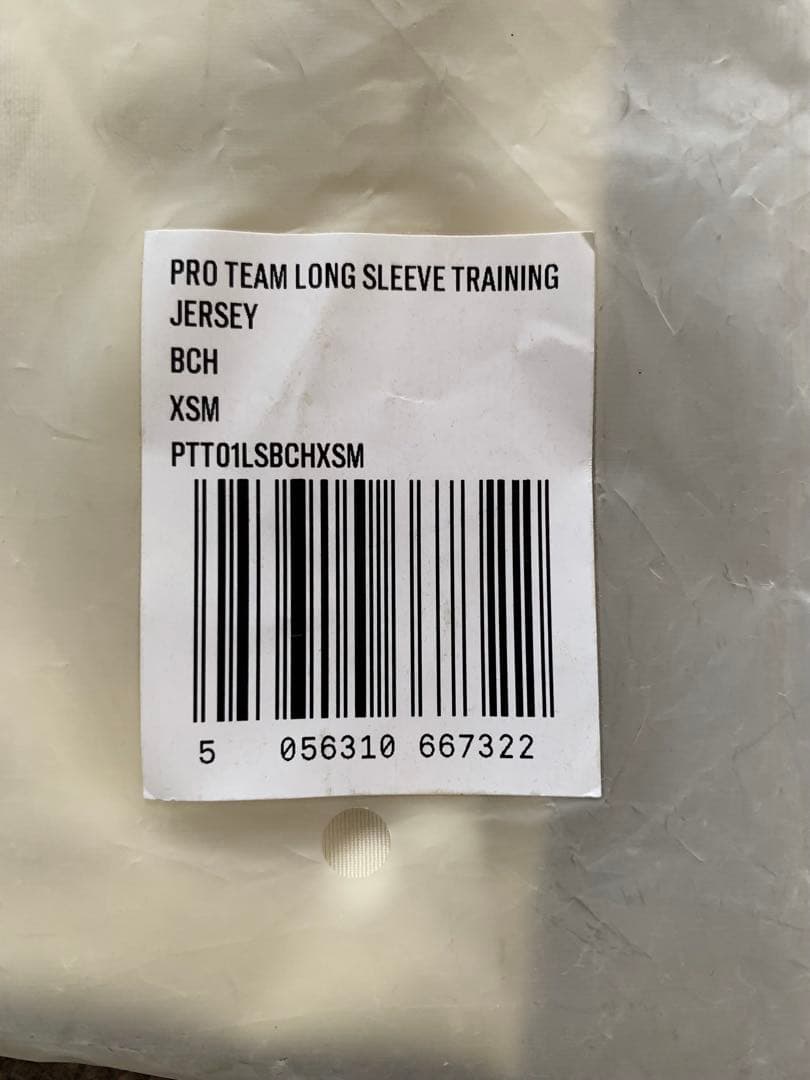 PRO TEAM LONG SLEEVE TRAINING
JERSEY
BCH
XSM
PTT01LSBCHXSM
5 056310 667322